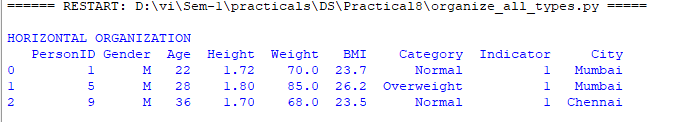 ====== RESTART: D:\vi\Sem-1\practicals\DS\Practical8\organize_all_types.py =====
HORIZONTAL ORGANIZATION
PersonID Gender Age Height Weight BMI Category Indicator City
0 1 M 22 1.72 70.0 23.7 Normal 1 Mumbai
1 5 M 28 1.80 85.0 26.2 Overweight 1 Mumbai
2 9 M 36 1.70 68.0 23.5 Normal 1 Chennai